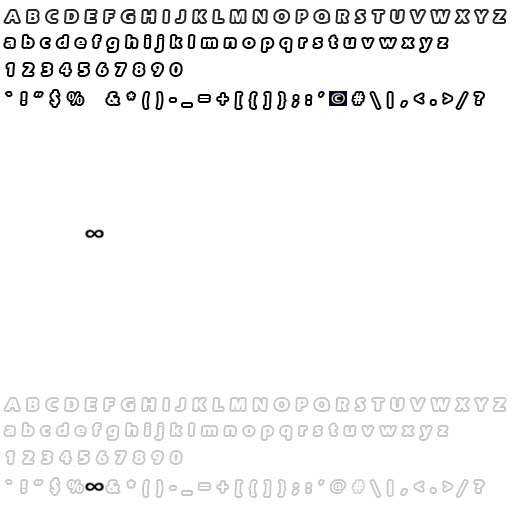 ABCDEFGHIJKLMNOPQRSTUVWXYZ
abcdefghijklmnopqrstuvwxyz
1234567890
`!"$% &*()-_=+[{]};:'©#\|,<.>/?
∞
ABCDEFGHIJKLMNOPQRSTUVWXYZ
abcdefghijklmnopqrstuvwxyz
1234567890
`!"$%∞&*()-_=+[{]};:'@#\|,<.>/?